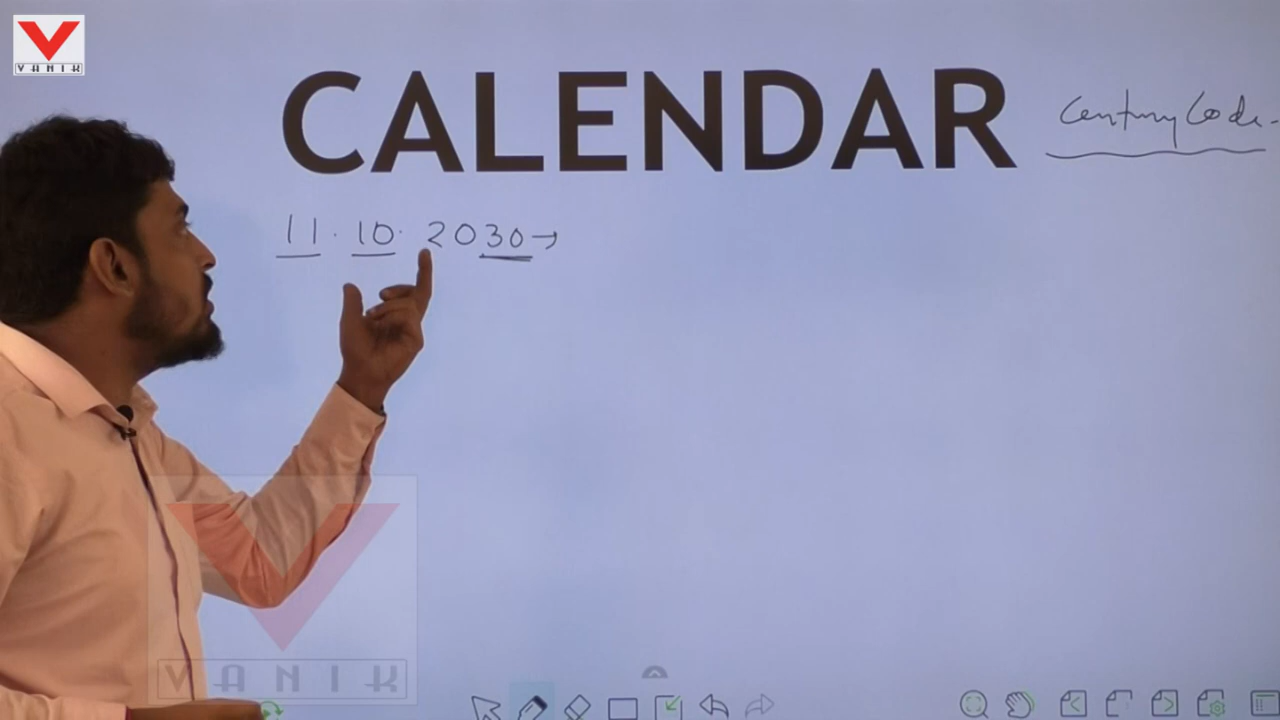 VANIK
CALENDAR
Century Code -
11 . 10 . 2030 →
VANIK